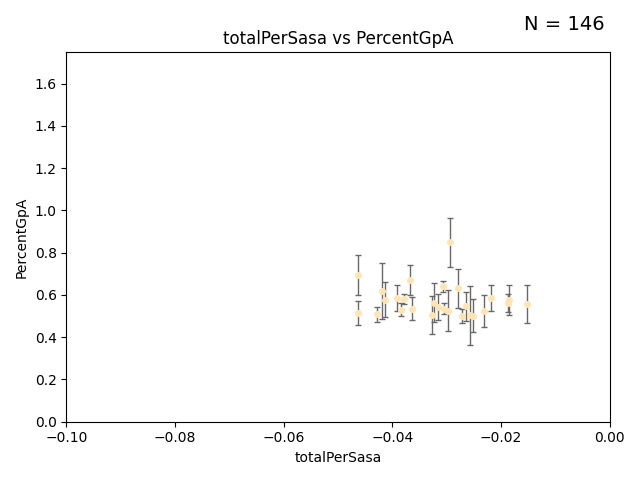 N = 146
totalPerSasa vs PercentGpA
1.6
1.4
1.2
1.0
0.8
0.6
0.4
0.2
0.0
PercentGpA
−0.10 −0.08 −0.06 −0.04 −0.02 0.00
totalPerSasa